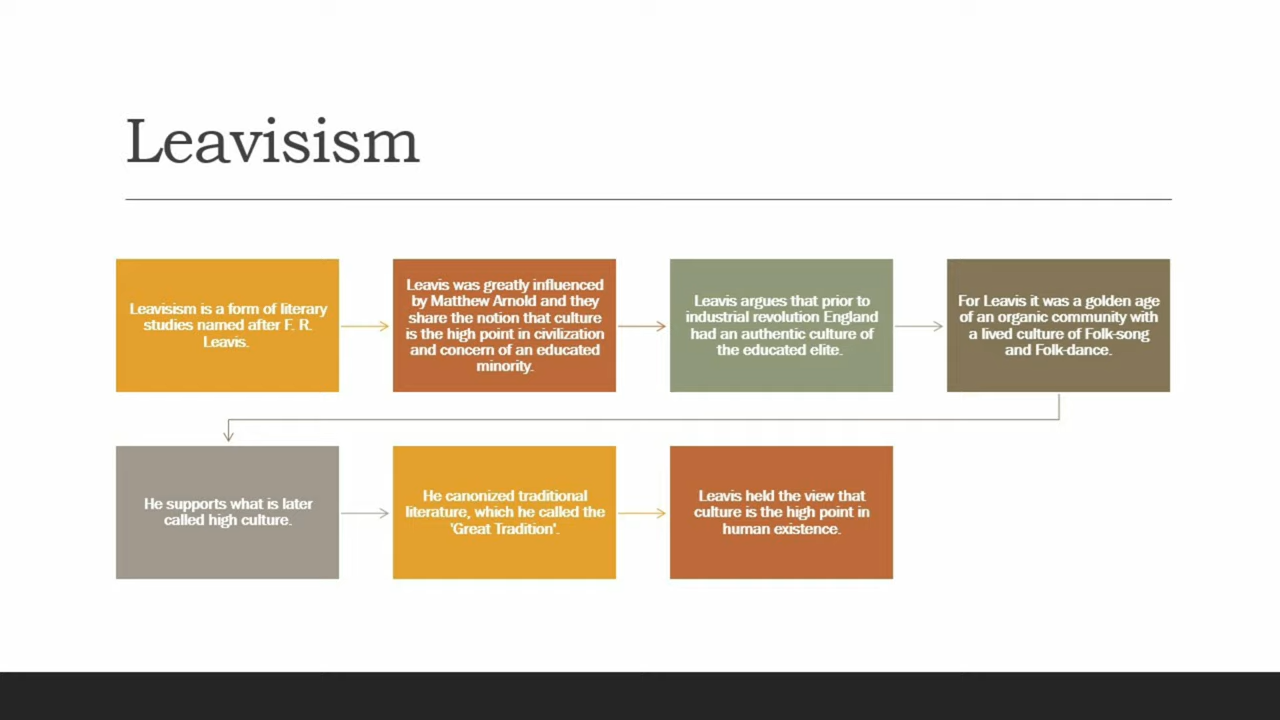 Leavisism
Leavisism is a form of literary
studies named after F. R.
Leavis.
Leavis was greatly influenced
by Matthew Arnold and they
share the notion that culture
is the high point in civilization
and concern of an educated
minority.
Leavis argues that prior to
industrial revolution England
had an authentic culture of
the educated elite.
For Leavis it was a golden age
of an organic community with
a lived culture of Folk-song
and Folk-dance.
He supports what is later
called high culture.
He canonized traditional
literature, which he called the
'Great Tradition'.
Leavis held the view that
culture is the high point in
human existence.